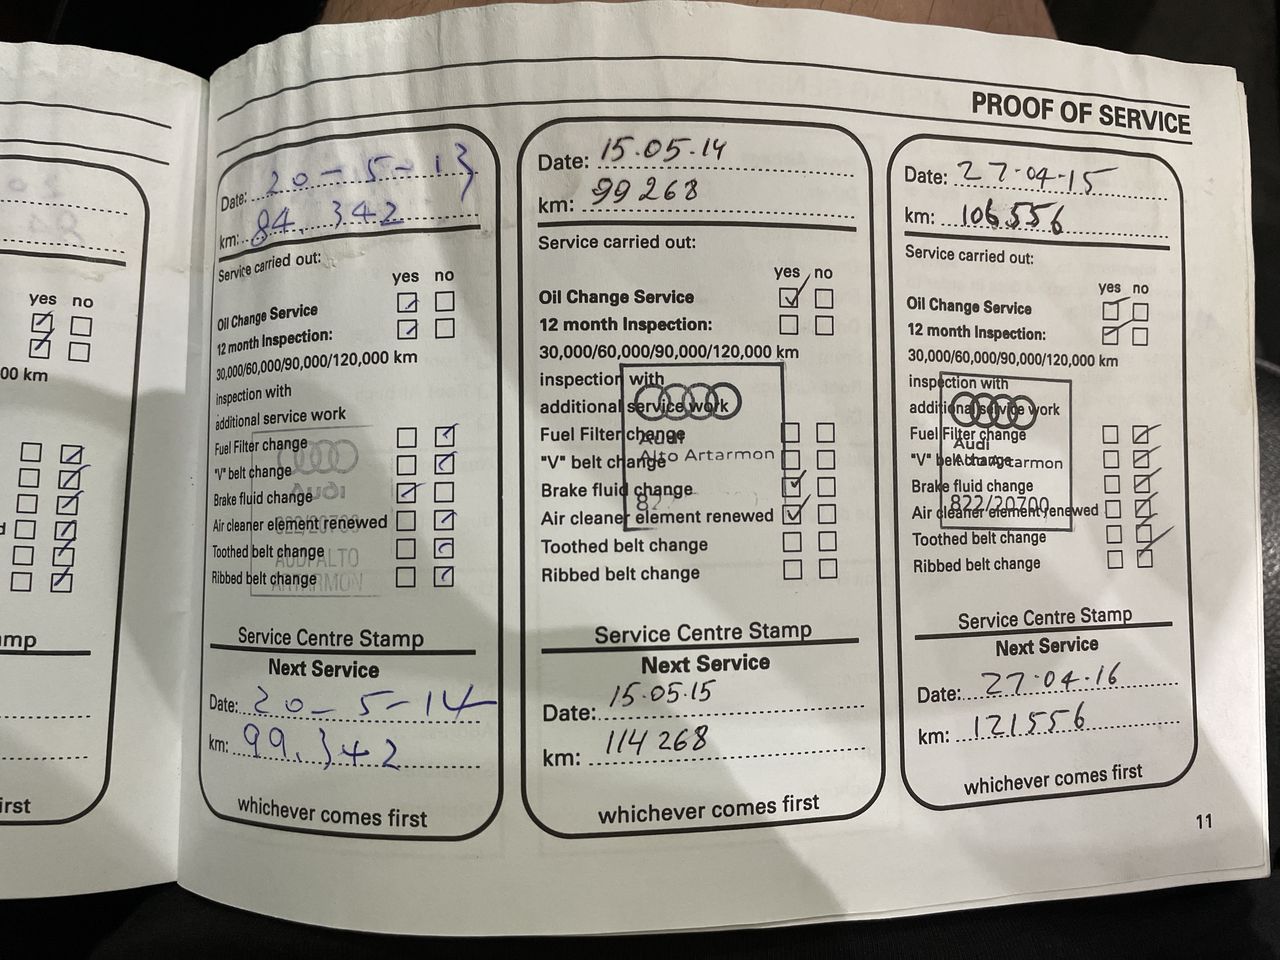 PROOF OF SERVICE
yes no
00 km
amp
irst
Date: 20-5-13
km: 84.342
Service carried out:
yes no
Oil Change Service
12 month Inspection:
30,000/60,000/90,000/120,000 km
inspection with
additional service work
Fuel Filter change
"V" belt change
Brake fluid change
Air cleaner element renewed
Toothed belt change
Ribbed belt change
Audi
822/20700
AUDI ALTO
ARTARMON
Service Centre Stamp
Next Service
Date: 20-5-14
km: 99.342
whichever comes first
Date: 15.05.14
km: 99268
Service carried out:
yes no
Oil Change Service
12 month Inspection:
30,000/60,000/90,000/120,000 km
inspection with
additional service work
Fuel Filter change
"V" belt change
Brake fluid change
Air cleaner element renewed
Toothed belt change
Ribbed belt change
Audi
Alto Artarmon
Service Centre Stamp
Next Service
Date: 15.05.15
km: 114268
whichever comes first
Date: 27.04.15
km: 106556
Service carried out:
yes no
Oil Change Service
12 month Inspection:
30,000/60,000/90,000/120,000 km
inspection with
additional service work
Fuel Filter change
"V" belt change
Brake fluid change
Air cleaner element renewed
Toothed belt change
Ribbed belt change
Audi
Alto Artarmon
822/20700
Service Centre Stamp
Next Service
Date: 27.04.16
km: 121556
whichever comes first
11